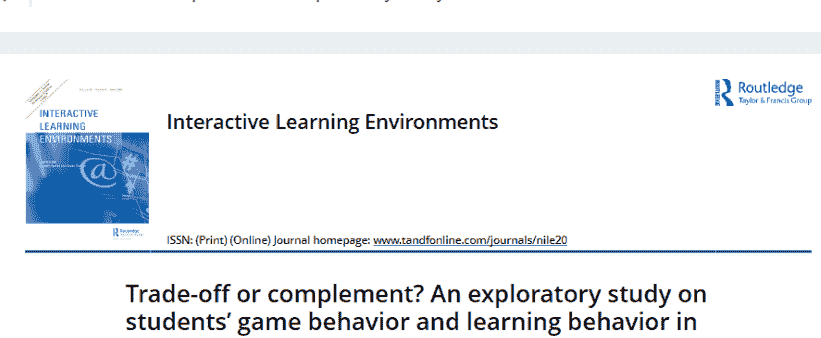 Routledge
Taylor & Francis Group
INTERACTIVE
LEARNING
ENVIRONMENTS
@
#
Interactive Learning Environments
Routledge
ISSN: (Print) (Online) Journal homepage: www.tandfonline.com/journals/nile20
Trade-off or complement? An exploratory study on
students’ game behavior and learning behavior in